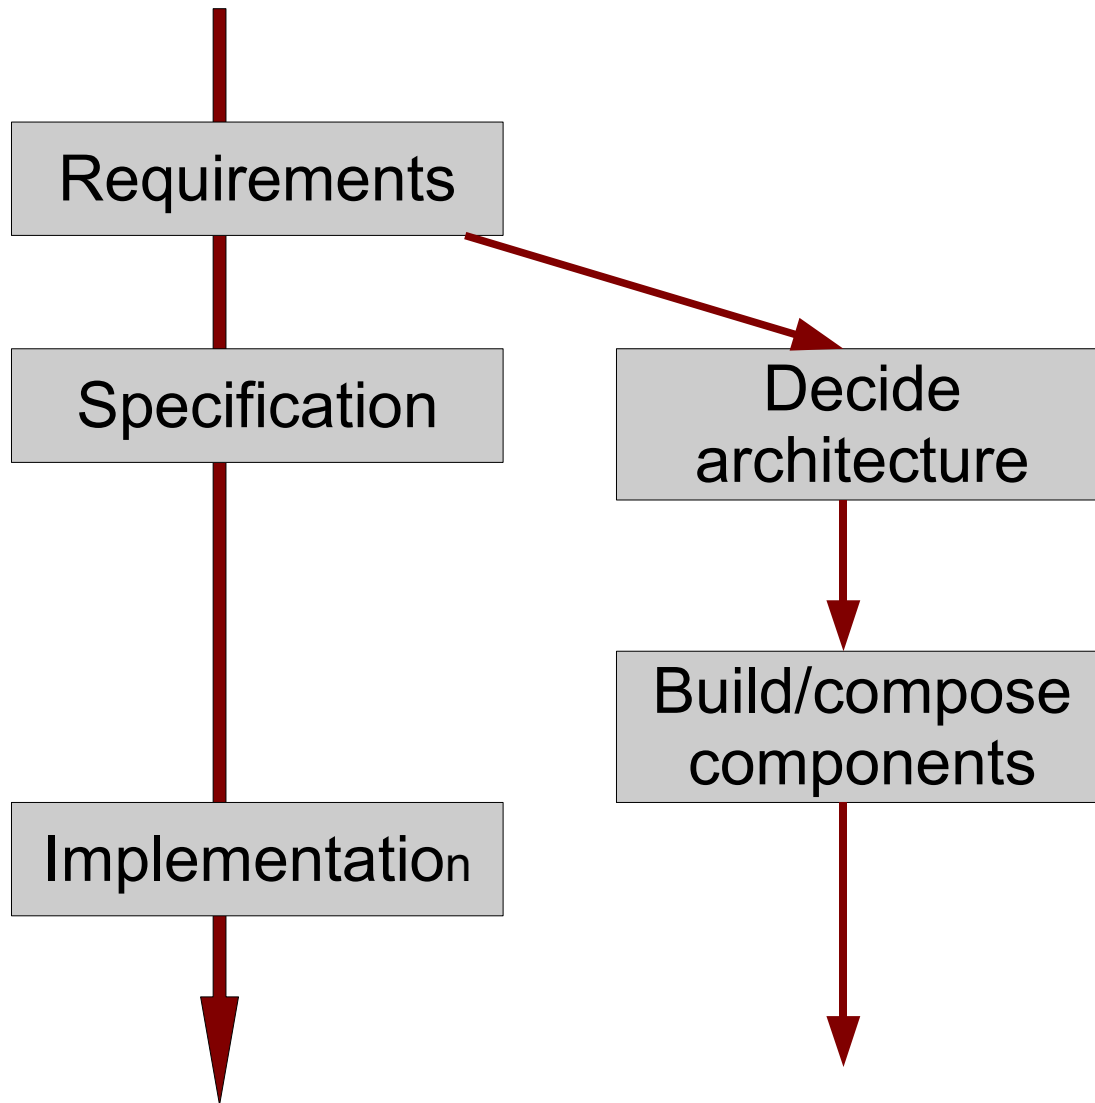 Requirements
Specification
Decide
architecture
Build/compose
components
Implementation